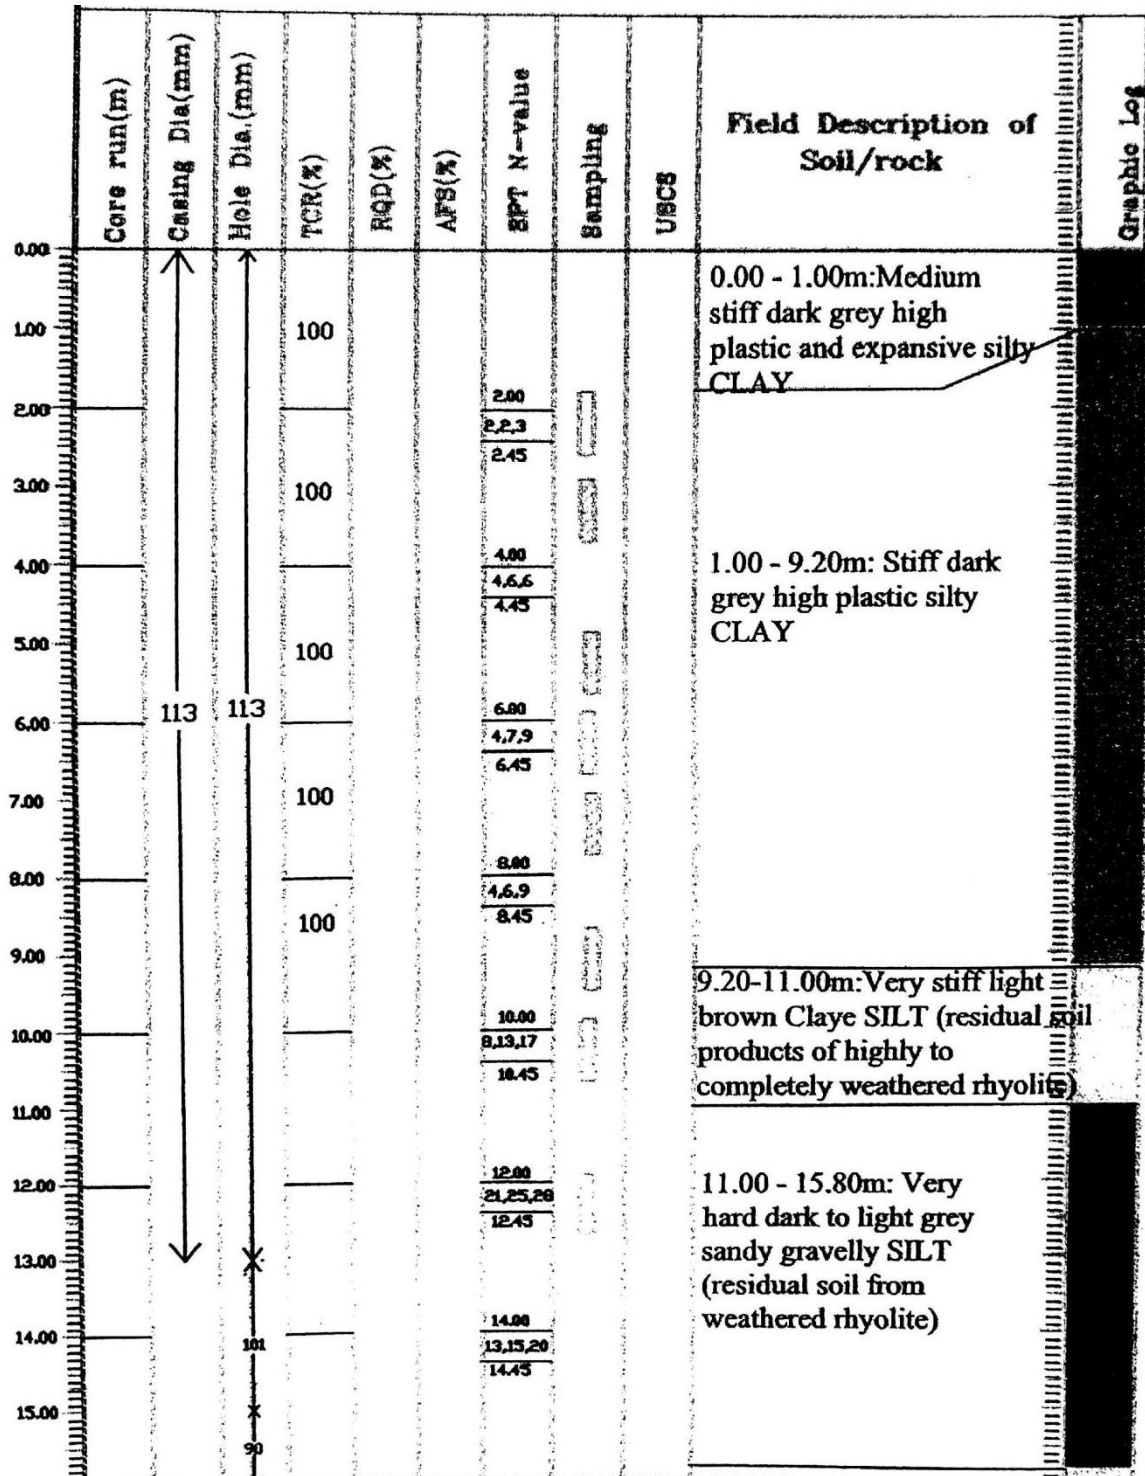 Core run(m)
Casing Dia(mm)
Hole Dia.(mm)
TCR(%)
RQD(%)
AFS(%)
SPT N-value
Sampling
USCS
Field Description of
Soil/rock
Graphic Log
0.00
1.00
2.00
3.00
4.00
5.00
6.00
7.00
8.00
9.00
10.00
11.00
12.00
13.00
14.00
15.00
113
113
101
90
100
100
100
100
100
2.00
2,2,3
2.45
4.00
4,6,6
4.45
6.00
4,7,9
6.45
8.00
4,6,9
8.45
10.00
8,13,17
10.45
12.00
21,25,28
12.45
14.00
13,15,20
14.45
0.00 - 1.00m:Medium
stiff dark grey high
plastic and expansive silty
CLAY
1.00 - 9.20m: Stiff dark
grey high plastic silty
CLAY
9.20-11.00m:Very stiff light
brown Claye SILT (residual soil
products of highly to
completely weathered rhyolite)
11.00 - 15.80m: Very
hard dark to light grey
sandy gravelly SILT
(residual soil from
weathered rhyolite)